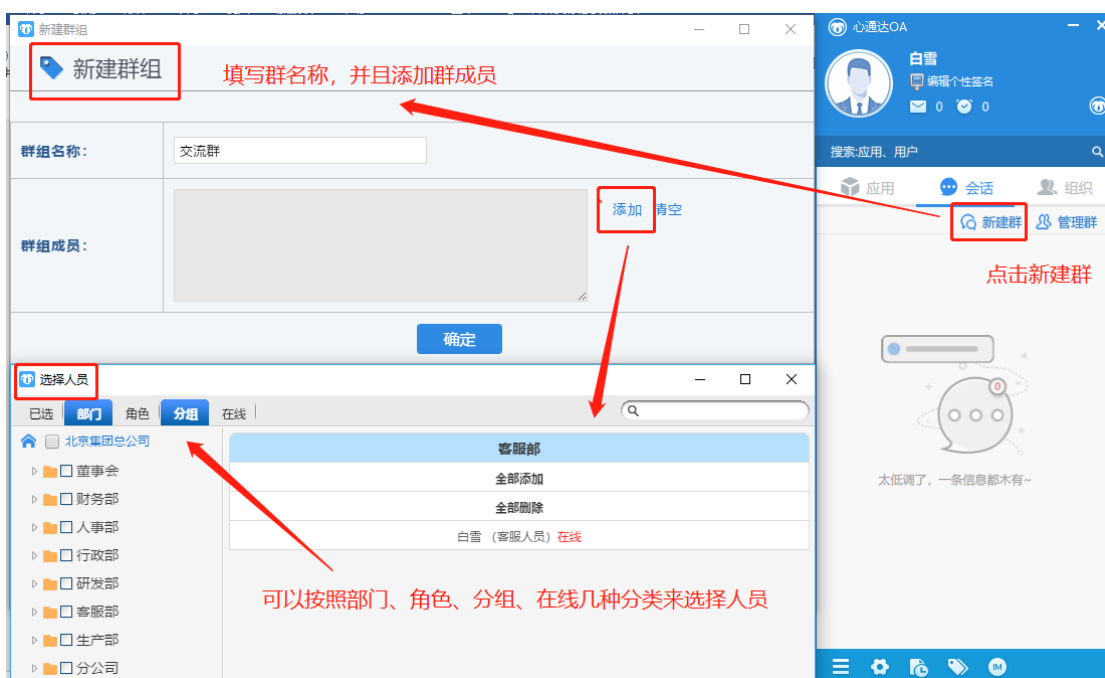 新建群组
新建群组
填写群名称，并且添加群成员
群组名称：
交流群
群组成员：
添加 清空
确定
选择人员
已选 部门 角色 分组 在线
北京集团总公司
董事会
财务部
人事部
行政部
研发部
客服部
生产部
分公司
客服部
全部添加
全部删除
白雪 （客服人员）在线
可以按照部门、角色、分组、在线几种分类来选择人员
心通达OA
白雪
编辑个性签名
0 0
搜索:应用、用户
应用 会话 组织
新建群 管理群
点击新建群
0
太低调了，一条信息都木有~
IM